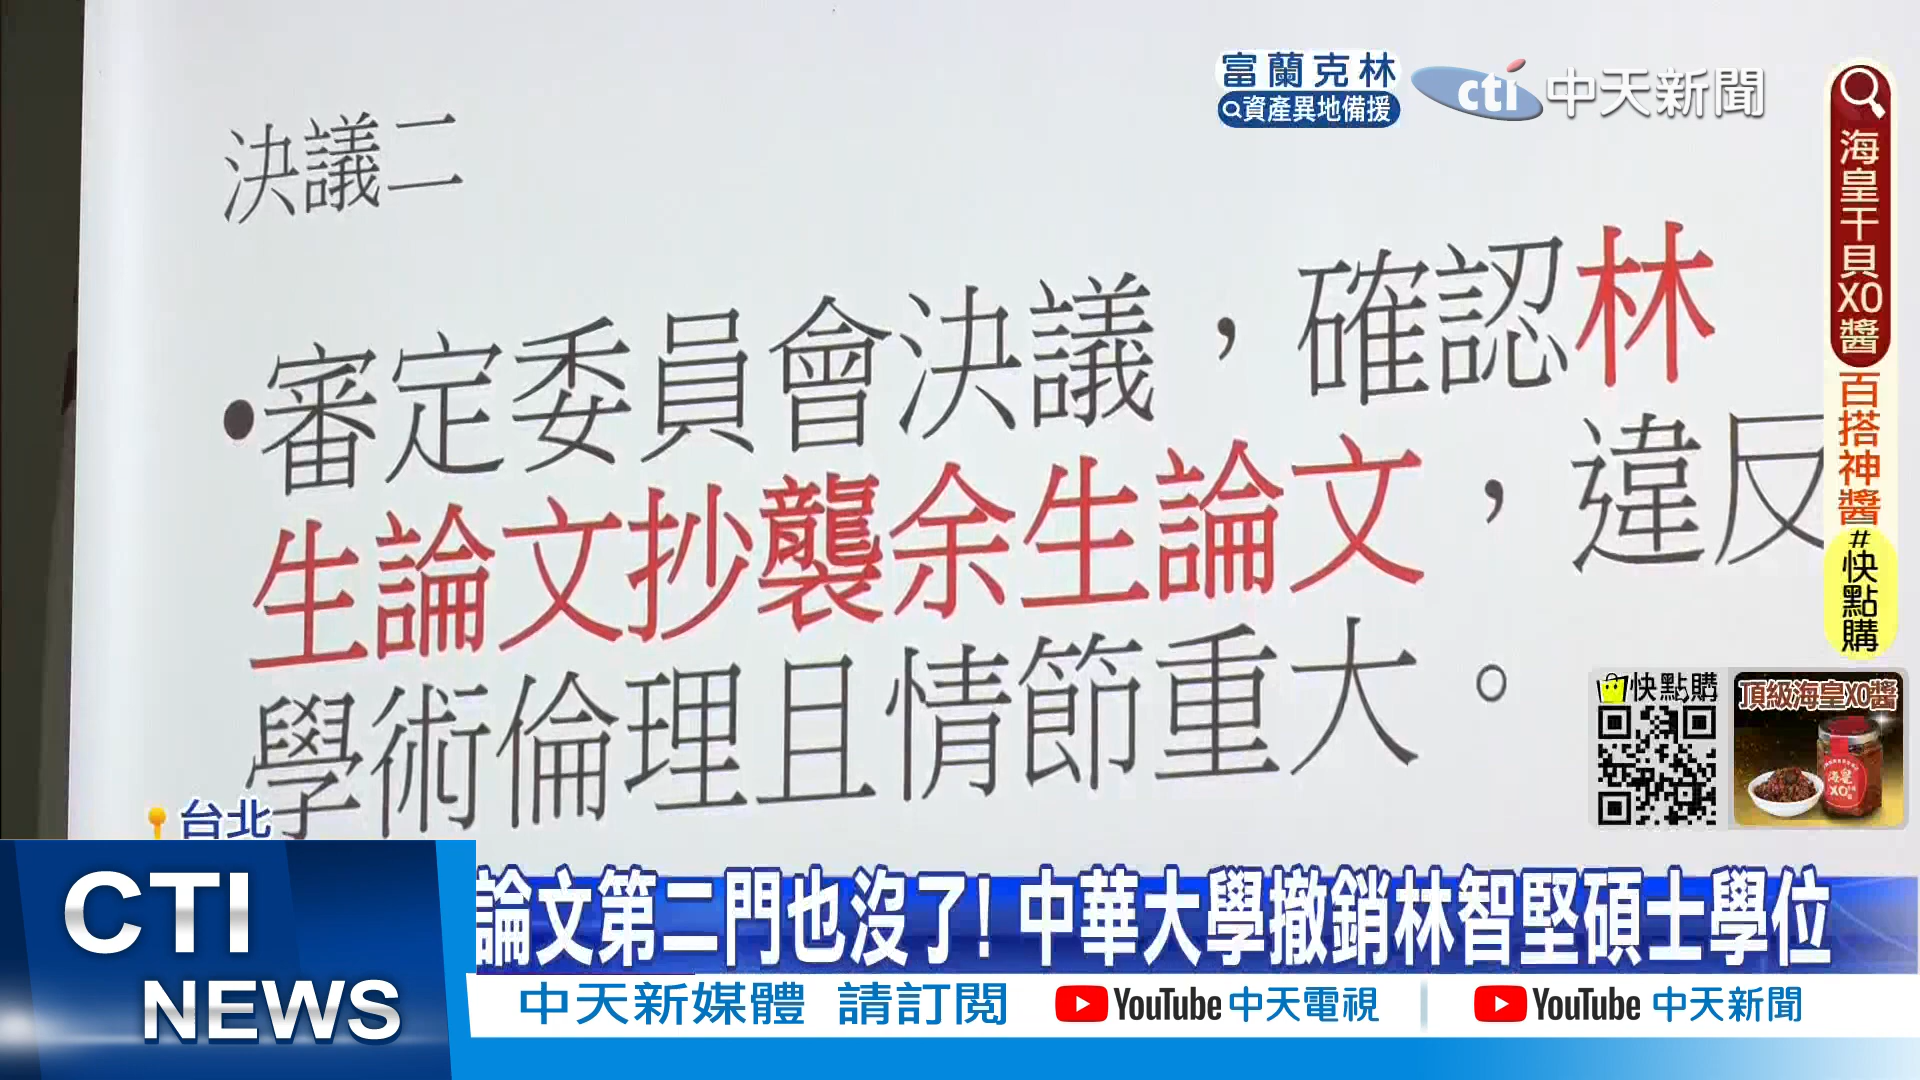 決議二
•審定委員會決議，確認林
生論文抄襲余生論文，違反
學術倫理且情節重大。
富蘭克林
資產異地備援
cti 中天新聞
海皇干貝XO醬
百搭神醬
#快點購
快點購
頂級海皇XO醬
海皇
XO
台北
CTI
NEWS
論文第二門也沒了! 中華大學撤銷林智堅碩士學位
中天新媒體 請訂閱 YouTube 中天電視 | YouTube 中天新聞